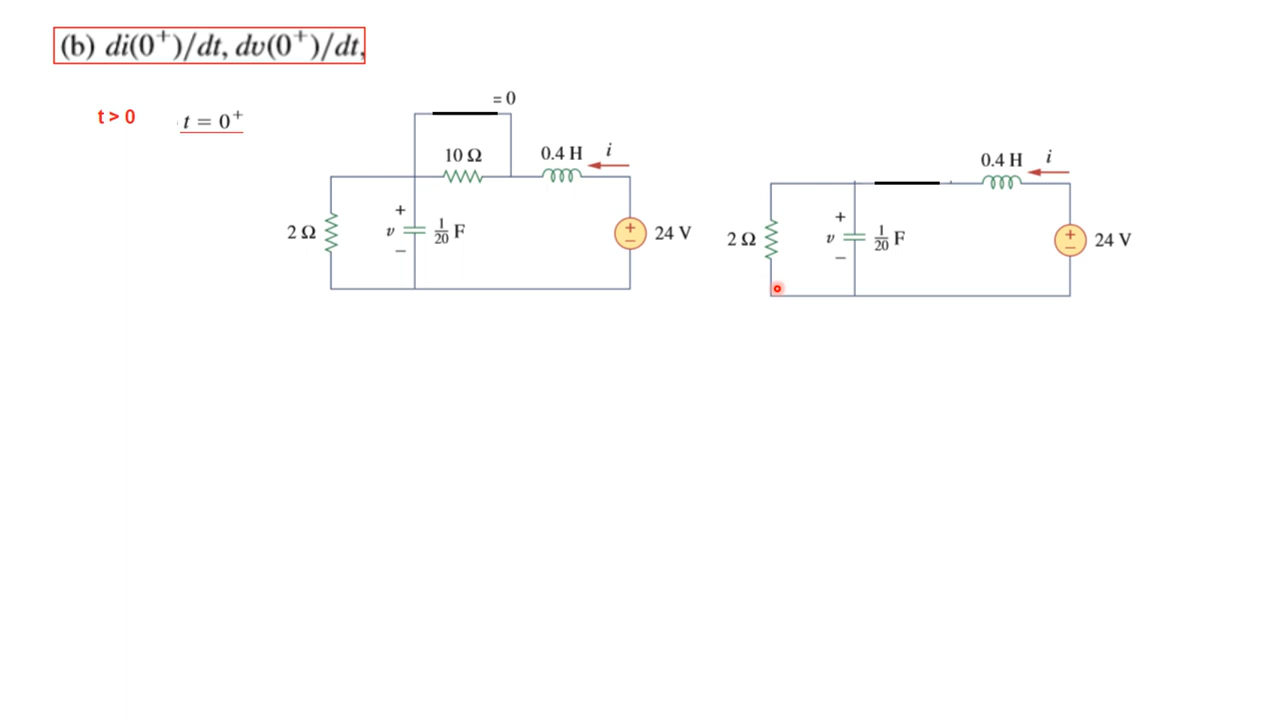 (b) di(0⁺)/dt, dv(0⁺)/dt,
t > 0
t = 0⁺
= 0
10 Ω
0.4 H
i
2 Ω
+
v
−
1/20 F
+
−
24 V
0.4 H
i
2 Ω
+
v
−
1/20 F
+
−
24 V